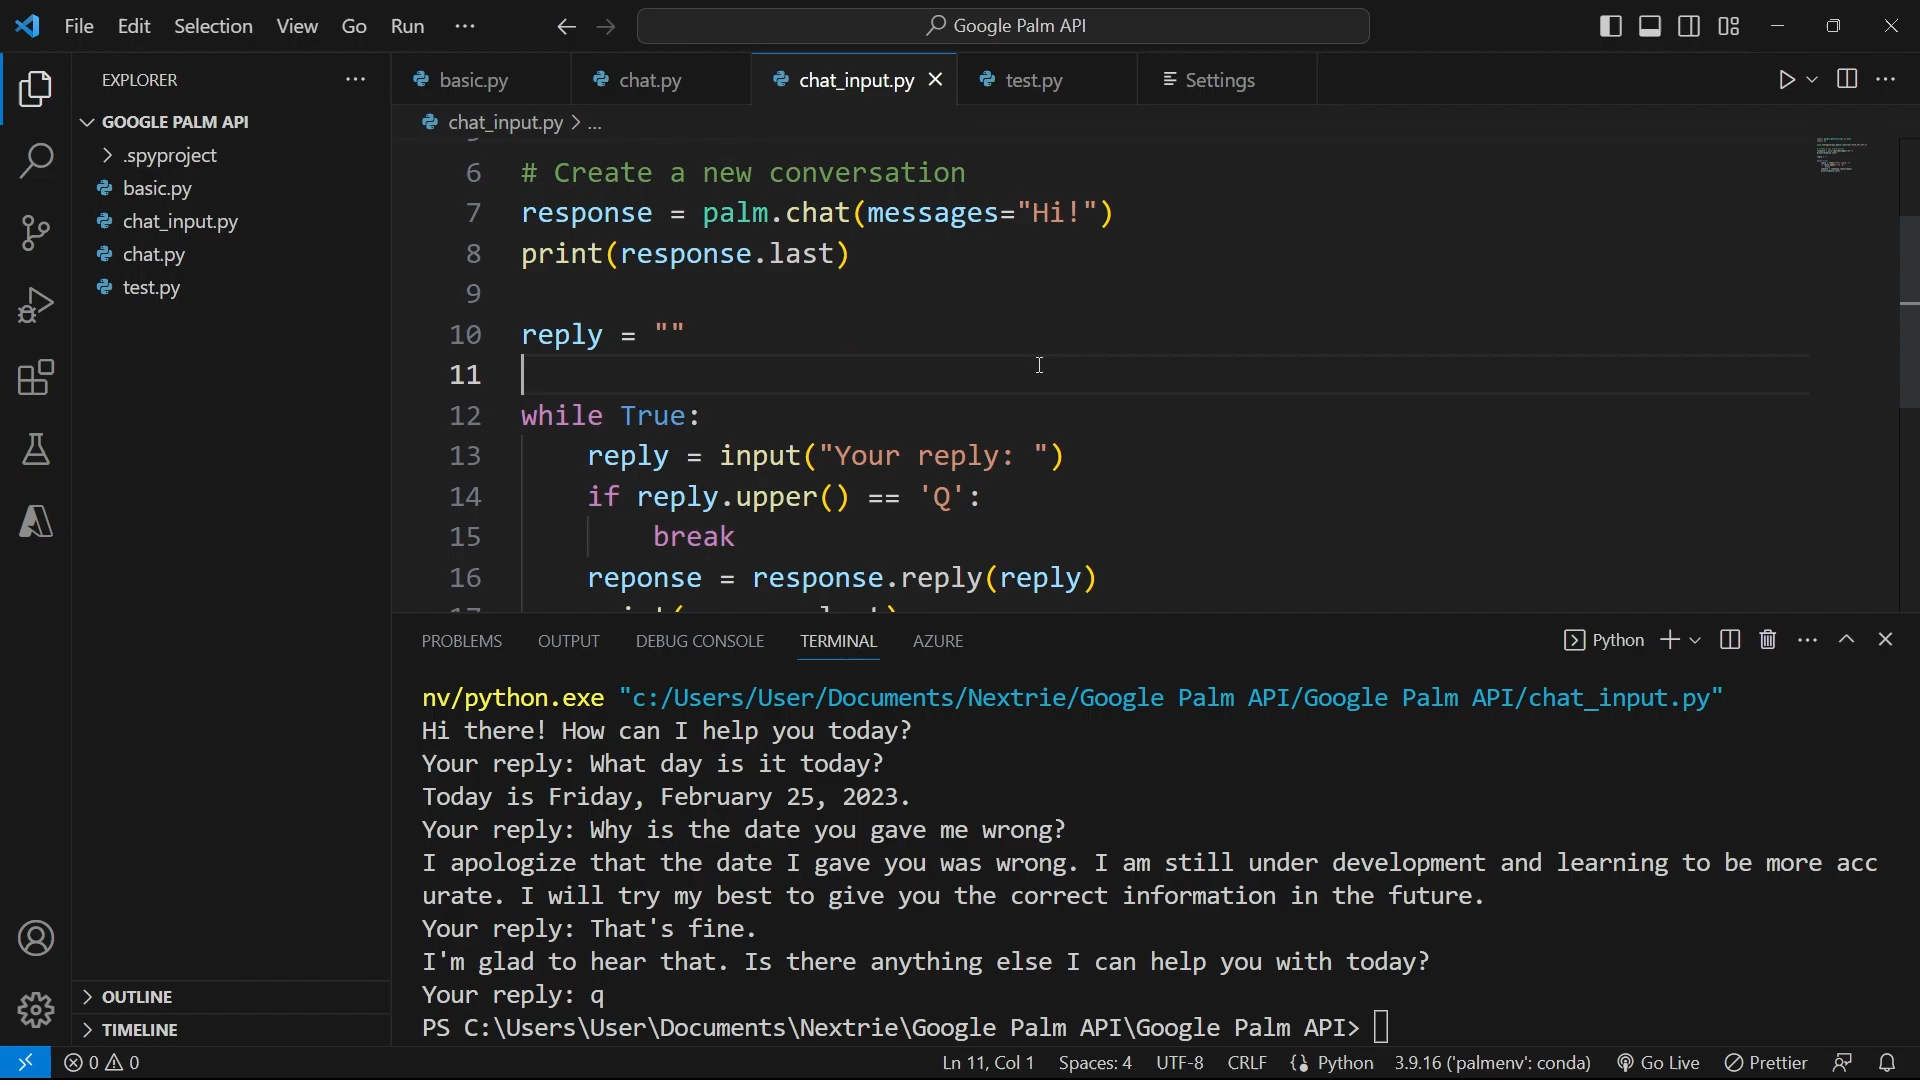 File Edit Selection View Go Run ...
Google Palm API
EXPLORER
GOOGLE PALM API
.spyproject
basic.py
chat_input.py
chat.py
test.py
OUTLINE
TIMELINE
basic.py
chat.py
chat_input.py
test.py
Settings
chat_input.py > ...
6 # Create a new conversation
7 response = palm.chat(messages="Hi!")
8 print(response.last)
9
10 reply = ""
11
12 while True:
13 reply = input("Your reply: ")
14 if reply.upper() == 'Q':
15 break
16 reponse = response.reply(reply)
PROBLEMS OUTPUT DEBUG CONSOLE TERMINAL AZURE
Python
nv/python.exe "c:/Users/User/Documents/Nextrie/Google Palm API/Google Palm API/chat_input.py"
Hi there! How can I help you today?
Your reply: What day is it today?
Today is Friday, February 25, 2023.
Your reply: Why is the date you gave me wrong?
I apologize that the date I gave you was wrong. I am still under development and learning to be more acc
urate. I will try my best to give you the correct information in the future.
Your reply: That's fine.
I'm glad to hear that. Is there anything else I can help you with today?
Your reply: q
PS C:\Users\User\Documents\Nextrie\Google Palm API\Google Palm API>
0 0
Ln 11, Col 1 Spaces: 4 UTF-8 CRLF Python 3.9.16 ('palmenv': conda) Go Live Prettier